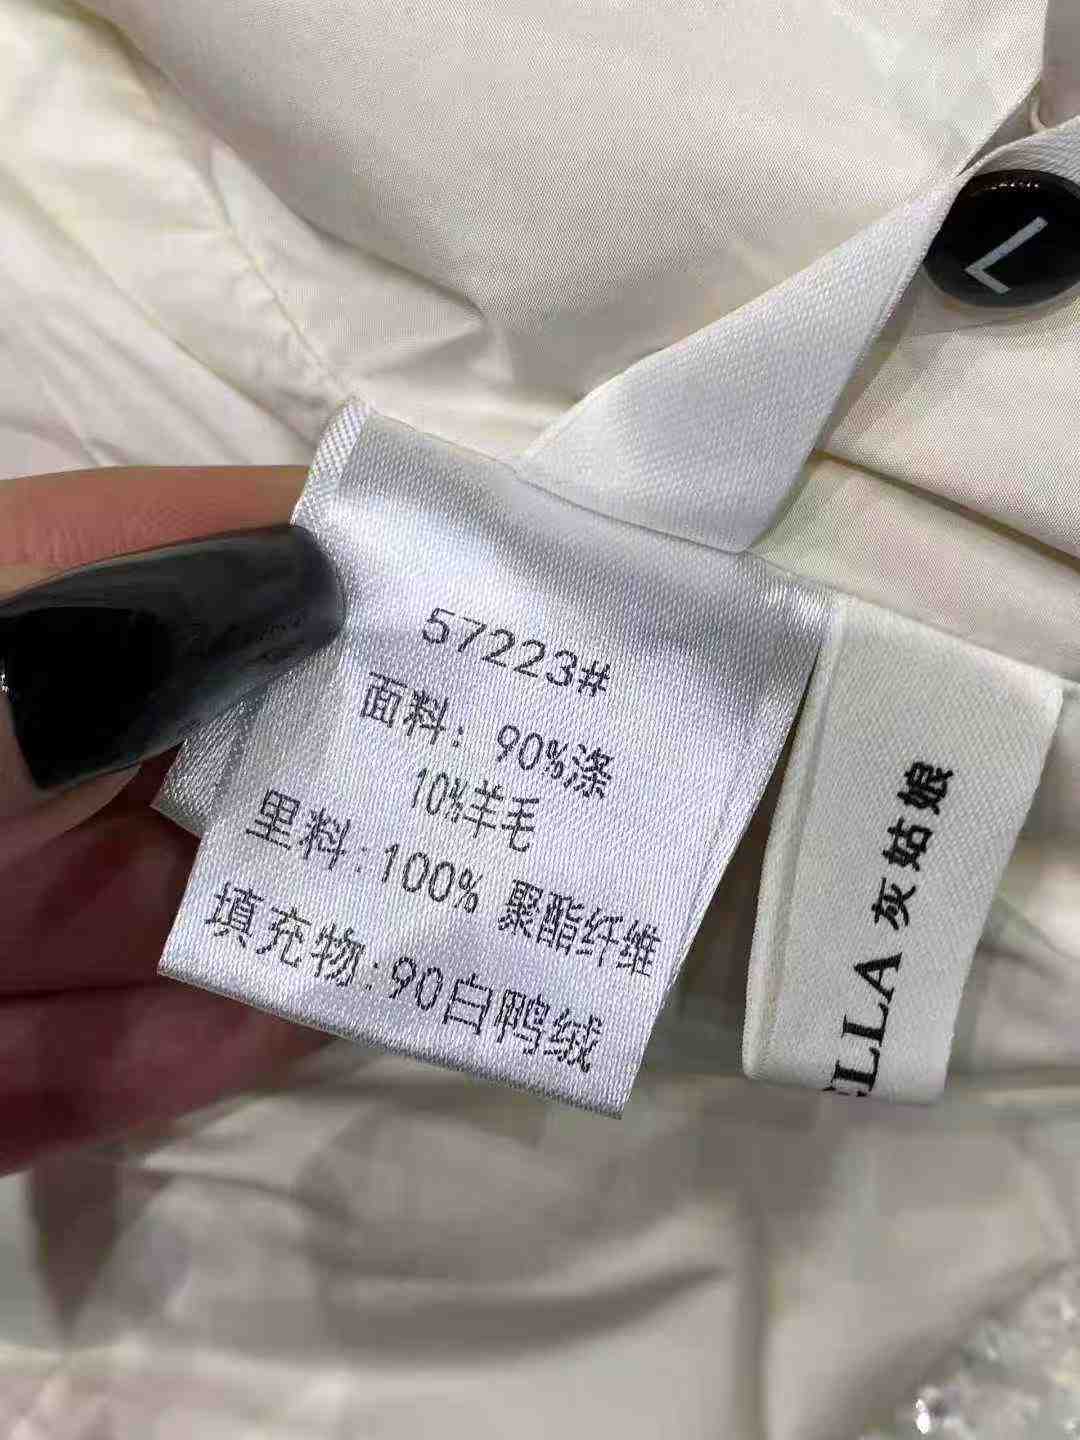 L
57223#
面料：90%涤
10%羊毛
里料:100% 聚酯纤维
填充物:90白鸭绒
ELLA 灰姑娘